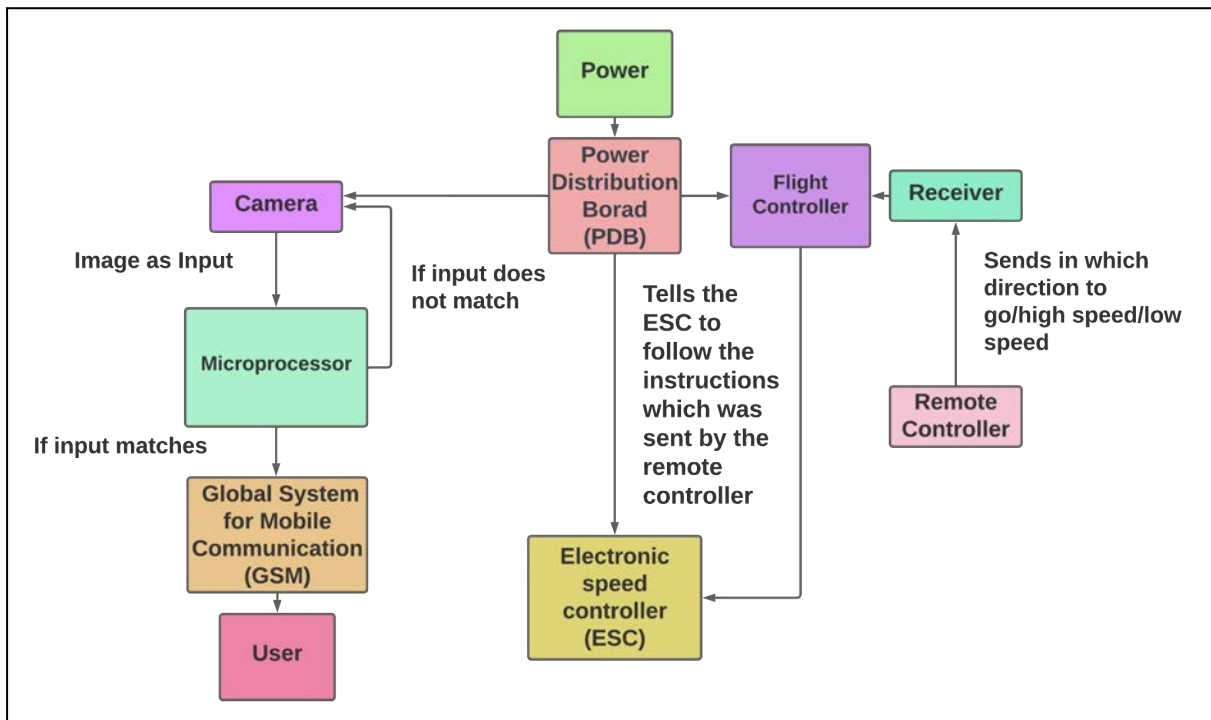 Power
Power
Distribution
Borad
(PDB)
Flight
Controller
Receiver
Camera
Image as Input
If input does
not match
Tells the
ESC to
follow the
instructions
which was
sent by the
remote
controller
Sends in which
direction to
go/high speed/low
speed
Microprocessor
Remote
Controller
If input matches
Global System
for Mobile
Communication
(GSM)
Electronic
speed
controller
(ESC)
User